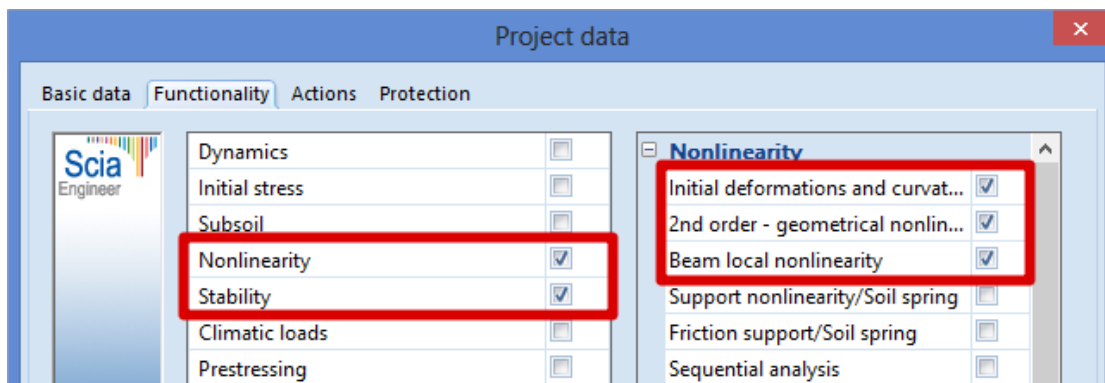 Project data
Basic data Functionality Actions Protection
Scia
Engineer
Dynamics
Initial stress
Subsoil
Nonlinearity
Stability
Climatic loads
Prestressing
Nonlinearity
Initial deformations and curvat...
2nd order - geometrical nonlin...
Beam local nonlinearity
Support nonlinearity/Soil spring
Friction support/Soil spring
Sequential analysis